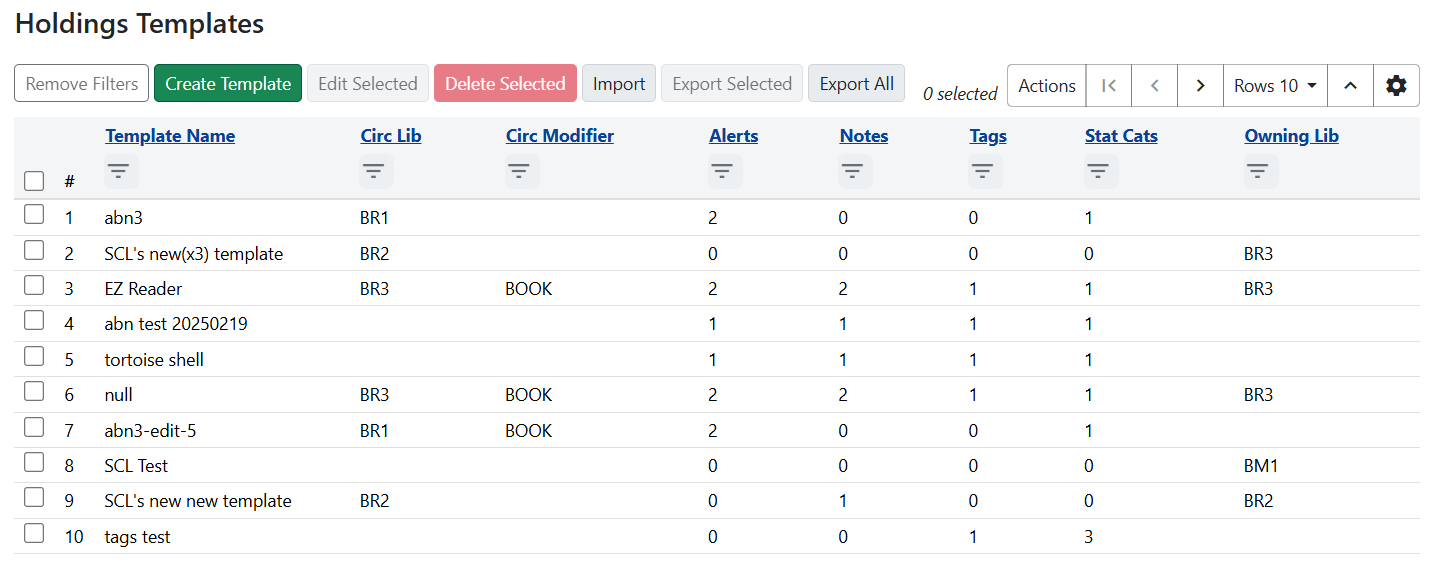 Holdings Templates
Remove Filters Create Template Edit Selected Delete Selected Import Export Selected Export All 0 selected Actions Rows 10
Template Name Circ Lib Circ Modifier Alerts Notes Tags Stat Cats Owning Lib
#
1 abn3 BR1 2 0 0 1
2 SCL's new(x3) template BR2 0 0 0 0 BR3
3 EZ Reader BR3 BOOK 2 2 1 1 BR3
4 abn test 20250219 1 1 1 1
5 tortoise shell 1 1 1 1
6 null BR3 BOOK 2 2 1 1 BR3
7 abn3-edit-5 BR1 BOOK 2 0 0 1
8 SCL Test 0 0 0 0 BM1
9 SCL's new new template BR2 0 1 0 0 BR2
10 tags test 0 0 1 3